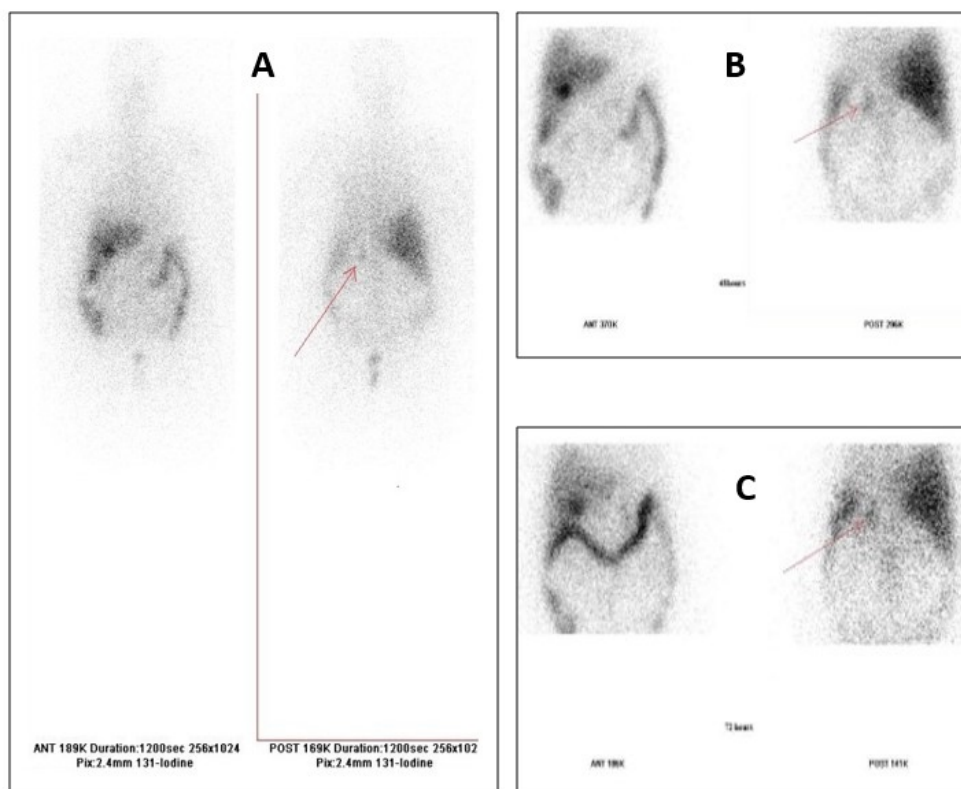 A
ANT 189K Duration:1200sec 256x1024
Pix:2.4mm 131-Iodine
POST 169K Duration:1200sec 256x102
Pix:2.4mm 131-Iodine
B
hours
ANT 370K
POST 296K
C
72 hours
ANT
POST 141K